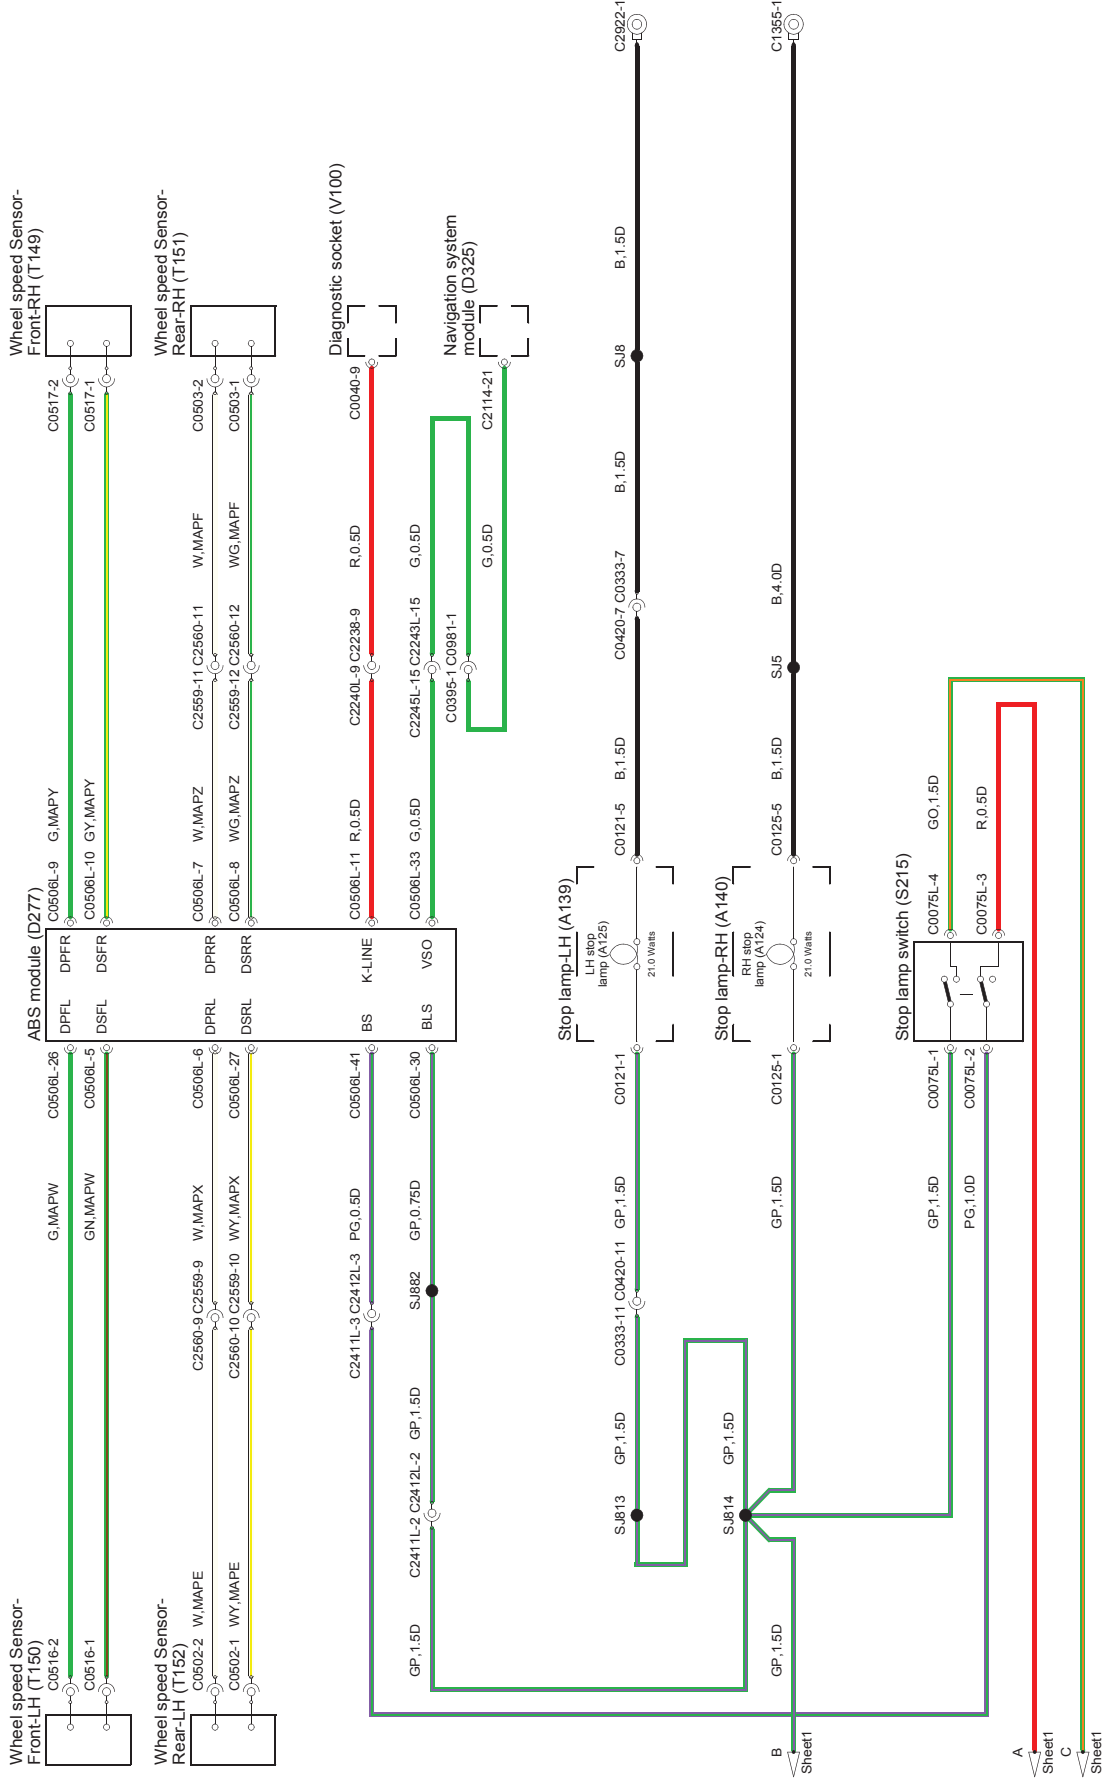 Wheel speed Sensor-
Front-LH (T150)
C0516-2
C0516-1
G,MAPW
GN,MAPW
C0506L-26
C0506L-5
ABS module (D277)
DPFL
DPFR
DSFL
DSFR
C0506L-9
G,MAPY
C0506L-10
GY,MAPY
C0517-2
C0517-1
Wheel speed Sensor-
Front-RH (T149)
Wheel speed Sensor-
Rear-LH (T152)
C0502-2
W,MAPE
C0502-1
WY,MAPE
C2560-9
C2559-9
C2560-10
C2559-10
W,MAPX
WY,MAPX
C0506L-6
C0506L-27
DPRL
DPRR
DSRL
DSRR
C0506L-7
W,MAPZ
C0506L-8
WG,MAPZ
C2559-11
C2560-11
C2559-12
C2560-12
W,MAPF
WG,MAPF
C0503-2
C0503-1
Wheel speed Sensor-
Rear-RH (T151)
C2411L-3
C2412L-3
PG,0.5D
C0506L-41
BS
K-LINE
C0506L-11
R,0.5D
C2240L-9
C2238-9
R,0.5D
C0040-9
Diagnostic socket (V100)
GP,1.5D
C2411L-2
C2412L-2
GP,1.5D
SJ882
GP,0.75D
C0506L-30
BLS
VSO
C0506L-33
G,0.5D
C2245L-15
C2243L-15
G,0.5D
C0395-1
C0981-1
G,0.5D
C2114-21
Navigation system
module (D325)
SJ813
GP,1.5D
C0333-11
C0420-11
GP,1.5D
C0121-1
Stop lamp-LH (A139)
LH stop
lamp (A125)
21.0 Watts
C0121-5
B,1.5D
C0420-7
C0333-7
B,1.5D
SJ8
B,1.5D
C2922-1
SJ814
GP,1.5D
GP,1.5D
C0125-1
Stop lamp-RH (A140)
RH stop
lamp (A124)
21.0 Watts
C0125-5
B,1.5D
SJ5
B,4.0D
C1355-1
B
Sheet1
GP,1.5D
GP,1.5D
C0075L-1
PG,1.0D
C0075L-2
Stop lamp switch (S215)
C0075L-4
GO,1.5D
C0075L-3
R,0.5D
A
Sheet1
C
Sheet1